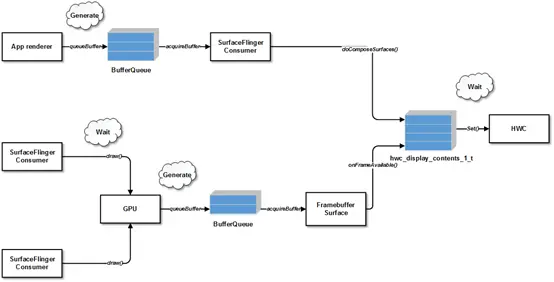 Generate
App renderer
queueBuffer
BufferQueue
acquireBuffer
SurfaceFlinger
Consumer
doComposeSurfaces()
Wait
hwc_display_contents_1_t
Set()
HWC
SurfaceFlinger
Consumer
Wait
draw()
GPU
Generate
queueBuffer
BufferQueue
acquireBuffer
Framebuffer
Surface
onFrameAvailable()
SurfaceFlinger
Consumer
draw()